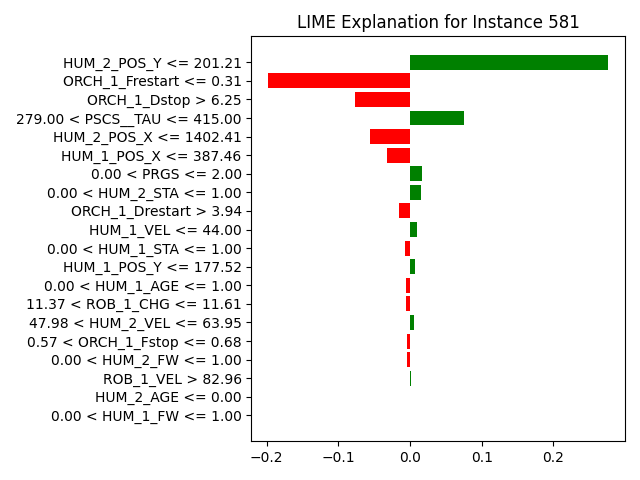 LIME Explanation for Instance 581
HUM_2_POS_Y <= 201.21
ORCH_1_Frestart <= 0.31
ORCH_1_Dstop > 6.25
279.00 < PSCS__TAU <= 415.00
HUM_2_POS_X <= 1402.41
HUM_1_POS_X <= 387.46
0.00 < PRGS <= 2.00
0.00 < HUM_2_STA <= 1.00
ORCH_1_Drestart > 3.94
HUM_1_VEL <= 44.00
0.00 < HUM_1_STA <= 1.00
HUM_1_POS_Y <= 177.52
0.00 < HUM_1_AGE <= 1.00
11.37 < ROB_1_CHG <= 11.61
47.98 < HUM_2_VEL <= 63.95
0.57 < ORCH_1_Fstop <= 0.68
0.00 < HUM_2_FW <= 1.00
ROB_1_VEL > 82.96
HUM_2_AGE <= 0.00
0.00 < HUM_1_FW <= 1.00
−0.2 −0.1 0.0 0.1 0.2